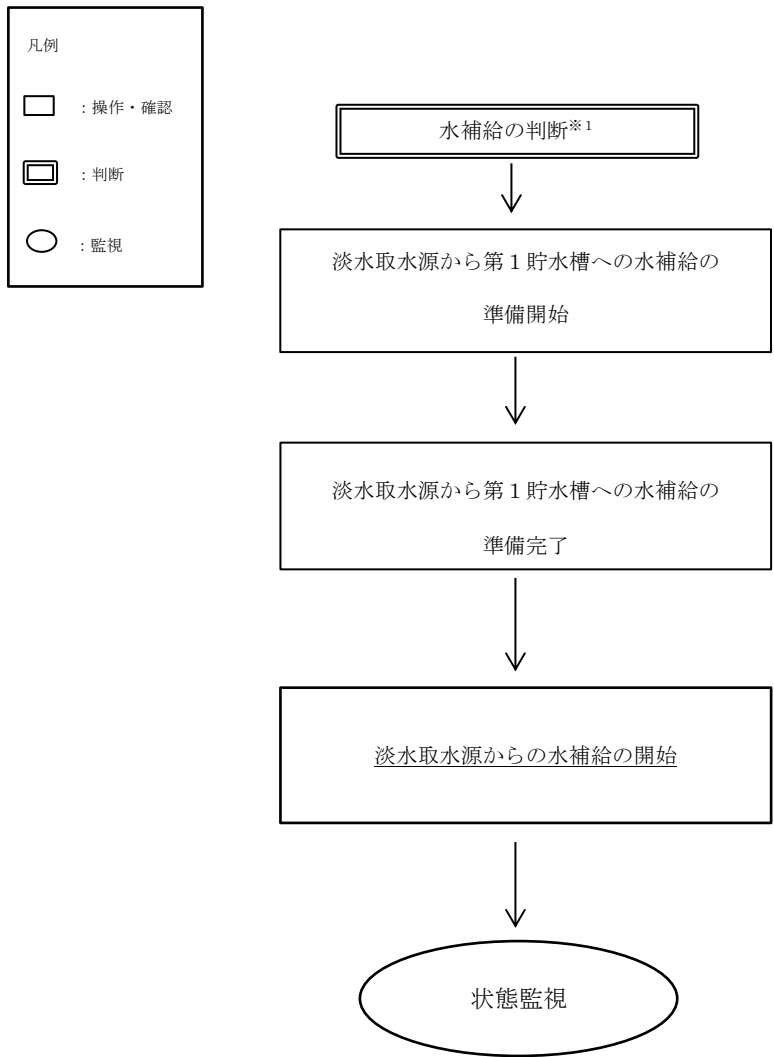 凡例
：操作・確認
：判断
：監視
水補給の判断※1
淡水取水源から第１貯水槽への水補給の
準備開始
淡水取水源から第１貯水槽への水補給の
準備完了
淡水取水源からの水補給の開始
状態監視